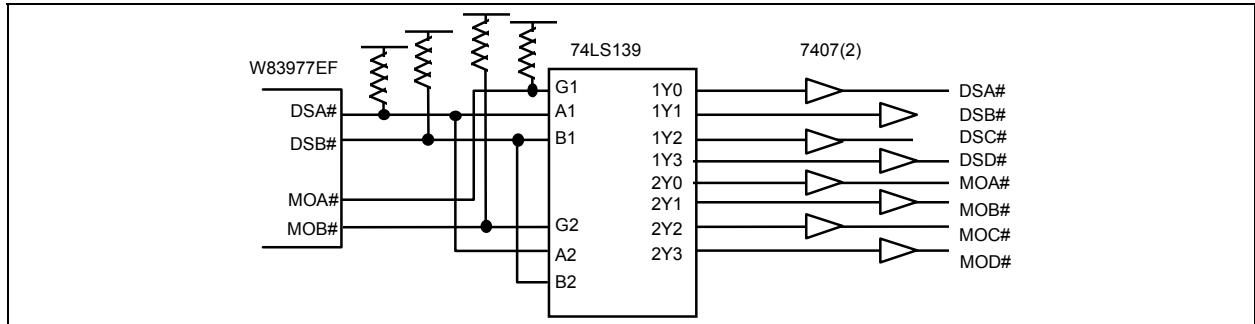 74LS139
7407(2)
W83977EF
DSA#
DSB#
MOA#
MOB#
G1
A1
B1
G2
A2
B2
1Y0
1Y1
1Y2
1Y3
2Y0
2Y1
2Y2
2Y3
DSA#
DSB#
DSC#
DSD#
MOA#
MOB#
MOC#
MOD#